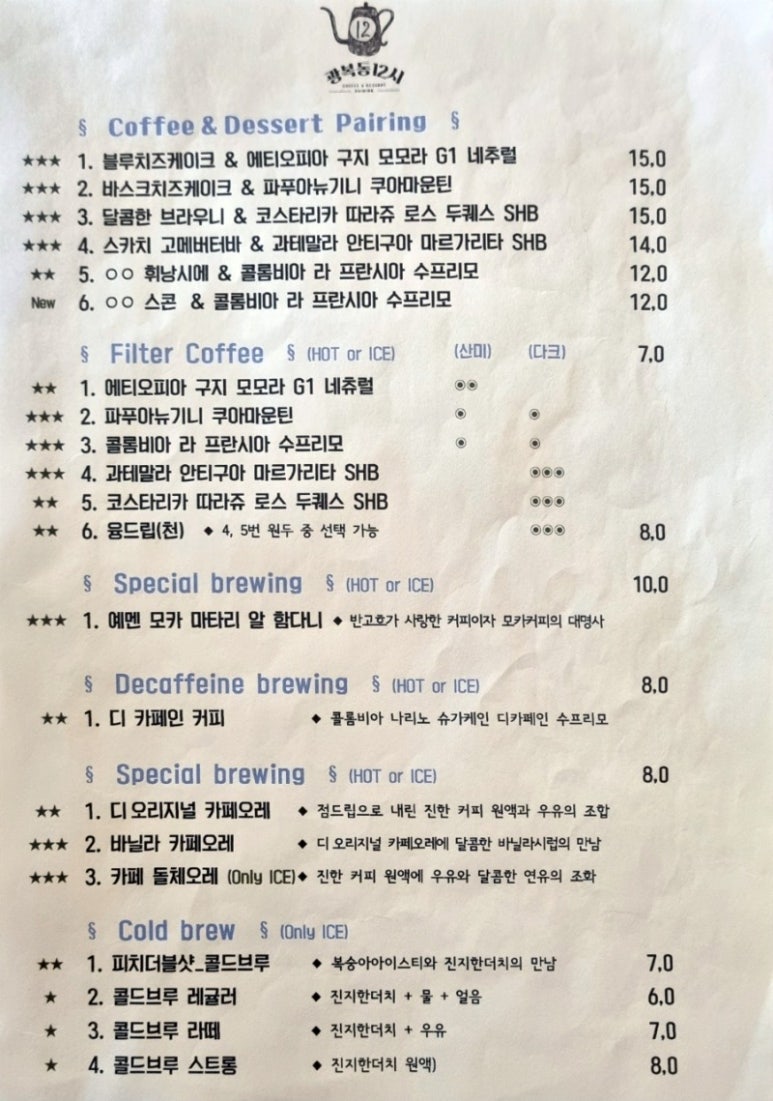 12
광복동12시
COFFEE & DESSERT
PAIRING
§ Coffee & Dessert Pairing §
★★★ 1. 블루치즈케이크 & 에티오피아 구지 모모라 G1 네추럴 15.0
★★★ 2. 바스크치즈케이크 & 파푸아뉴기니 쿠아마운틴 15.0
★★★ 3. 달콤한 브라우니 & 코스타리카 따라쥬 로스 두퀘스 SHB 15.0
★★★ 4. 스카치 고메버터바 & 과테말라 안티구아 마르가리타 SHB 14.0
★★ 5. ○○ 휘낭시에 & 콜롬비아 라 프란시아 수프리모 12.0
New 6. ○○ 스콘 & 콜롬비아 라 프란시아 수프리모 12.0
§ Filter Coffee § (HOT or ICE) (산미) (다크) 7.0
★★ 1. 에티오피아 구지 모모라 G1 네츄럴 ◉◉
★★★ 2. 파푸아뉴기니 쿠아마운틴 ◉ ◉
★★★ 3. 콜롬비아 라 프란시아 수프리모 ◉ ◉
★★★ 4. 과테말라 안티구아 마르가리타 SHB ◉◉◉
★★ 5. 코스타리카 따라쥬 로스 두퀘스 SHB ◉◉◉
★★ 6. 융드립(천) ◆ 4, 5번 원두 중 선택 가능 ◉◉◉ 8.0
§ Special brewing § (HOT or ICE) 10.0
★★★ 1. 예멘 모카 마타리 알 함다니 ◆ 반고호가 사랑한 커피이자 모카커피의 대명사
§ Decaffeine brewing § (HOT or ICE) 8.0
★★ 1. 디 카페인 커피 ◆ 콜롬비아 나리노 슈가케인 디카페인 수프리모
§ Special brewing § (HOT or ICE) 8.0
★★ 1. 디 오리지널 카페오레 ◆ 점드립으로 내린 진한 커피 원액과 우유의 조합
★★★ 2. 바닐라 카페오레 ◆ 디 오리지널 카페오레에 달콤한 바닐라시럽의 만남
★★★ 3. 카페 돌체오레 (Only ICE) ◆ 진한 커피 원액에 우유와 달콤한 연유의 조화
§ Cold brew § (Only ICE)
★★ 1. 피치더블샷_콜드브루 ◆ 복숭아아이스티와 진지한더치의 만남 7.0
★ 2. 콜드브루 레귤러 ◆ 진지한더치 + 물 + 얼음 6.0
★ 3. 콜드브루 라떼 ◆ 진지한더치 + 우유 7.0
★ 4. 콜드브루 스트롱 ◆ 진지한더치 원액) 8.0